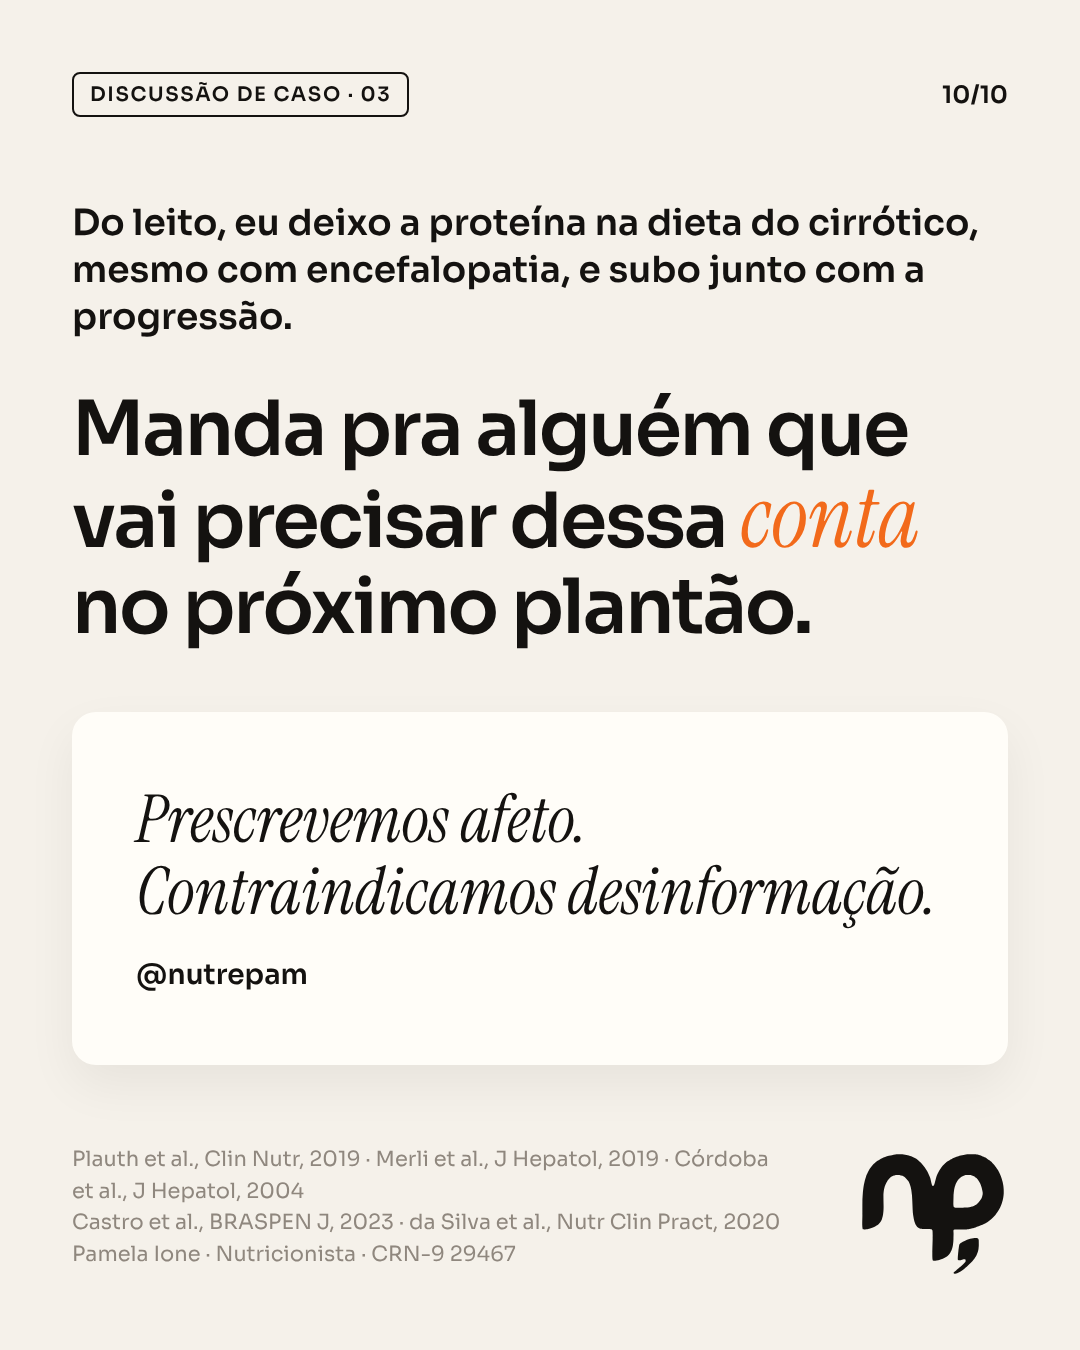 DISCUSSÃO DE CASO · 03
10/10
Do leito, eu deixo a proteína na dieta do cirrótico,
mesmo com encefalopatia, e subo junto com a
progressão.
Manda pra alguém que
vai precisar dessa conta
no próximo plantão.
Prescrevemos afeto.
Contraindicamos desinformação.
@nutrepam
Plauth et al., Clin Nutr, 2019 · Merli et al., J Hepatol, 2019 · Córdoba
et al., J Hepatol, 2004
Castro et al., BRASPEN J, 2023 · da Silva et al., Nutr Clin Pract, 2020
Pamela Ione · Nutricionista · CRN-9 29467
np,